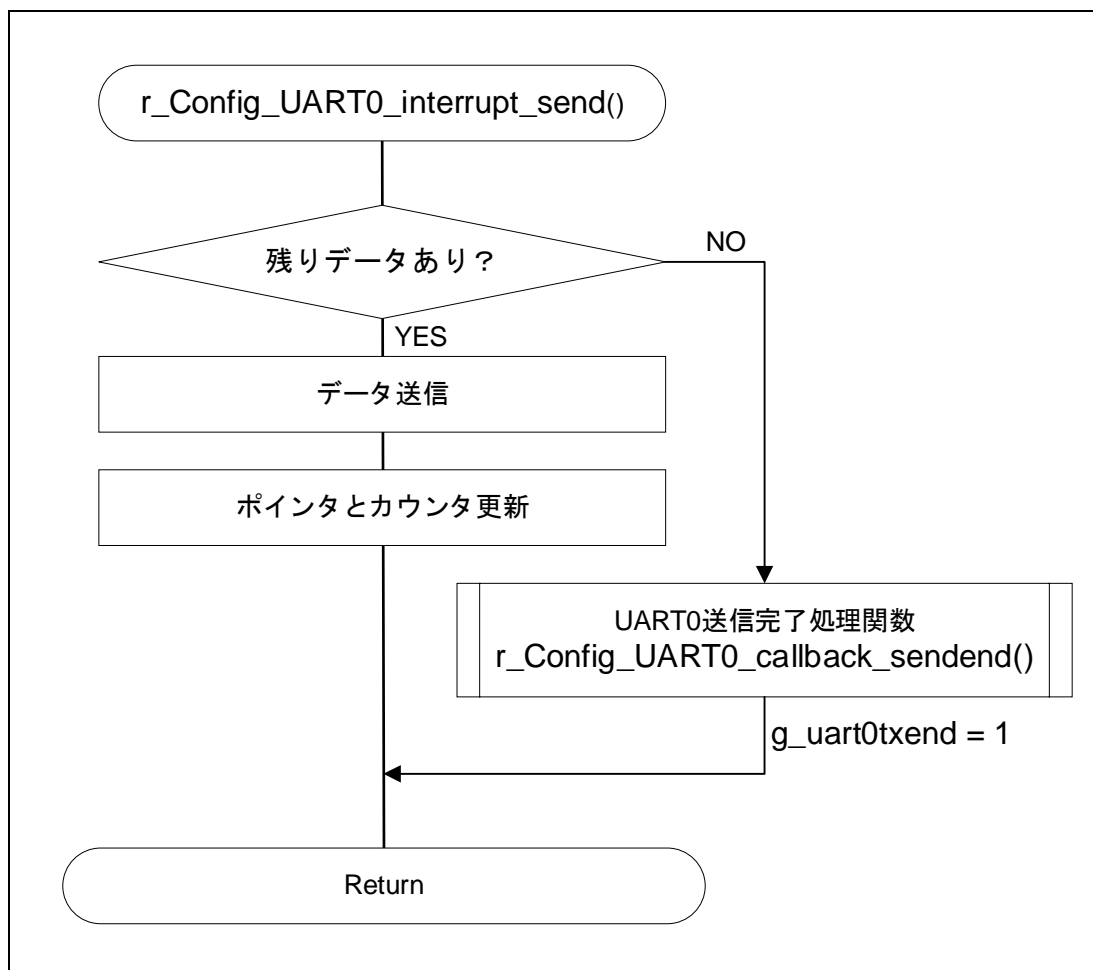 r_Config_UART0_interrupt_send()
残りデータあり?
NO
YES
データ送信
ポインタとカウンタ更新
UART0送信完了処理関数
r_Config_UART0_callback_sendend()
g_uart0txend = 1
Return